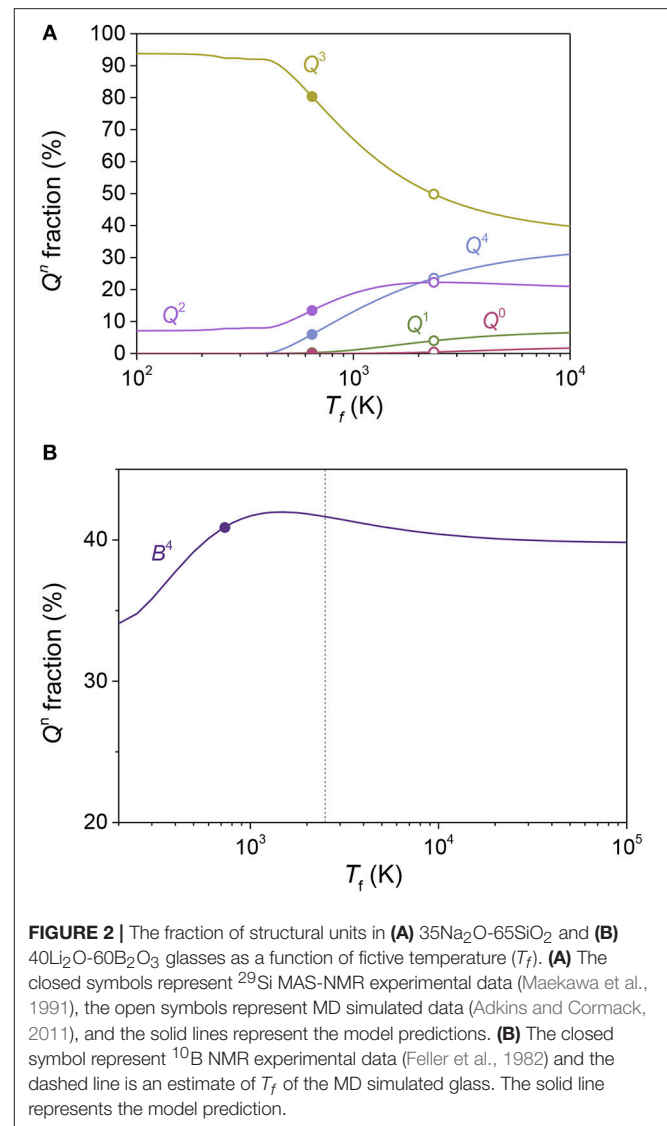 A
100
90
80
70
60
50
40
30
20
10
0
Qⁿ fraction (%)
Q³
Q⁴
Q²
Q¹
Q⁰
10² 10³ 10⁴
T_f (K)
B
40
30
20
Qⁿ fraction (%)
B⁴
10³ 10⁴ 10⁵
T_f (K)
FIGURE 2 | The fraction of structural units in (A) 35Na₂O-65SiO₂ and (B)
40Li₂O-60B₂O₃ glasses as a function of fictive temperature (T_f). (A) The
closed symbols represent ²⁹Si MAS-NMR experimental data (Maekawa et al.,
1991), the open symbols represent MD simulated data (Adkins and Cormack,
2011), and the solid lines represent the model predictions. (B) The closed
symbol represent ¹⁰B NMR experimental data (Feller et al., 1982) and the
dashed line is an estimate of T_f of the MD simulated glass. The solid line
represents the model prediction.